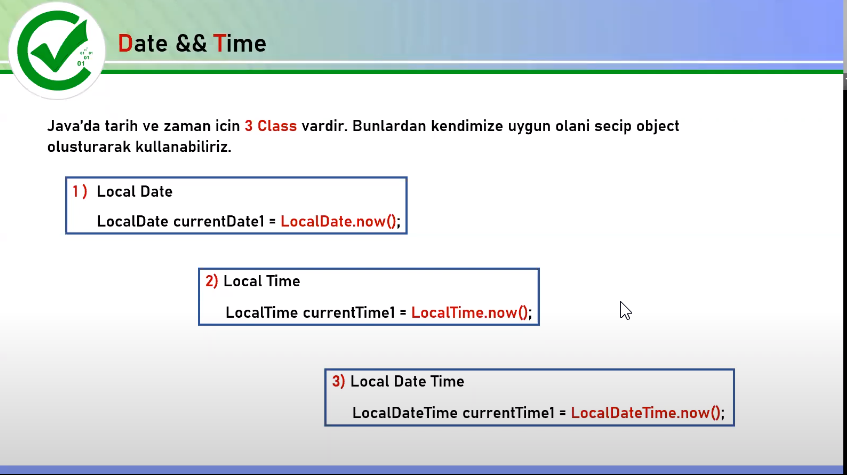 Date && Time
Java'da tarih ve zaman icin 3 Class vardir. Bunlardan kendimize uygun olani secip object
olusturarak kullanabiliriz.
1) Local Date
LocalDate currentDate1 = LocalDate.now();
2) Local Time
LocalTime currentTime1 = LocalTime.now();
3) Local Date Time
LocalDateTime currentTime1 = LocalDateTime.now();